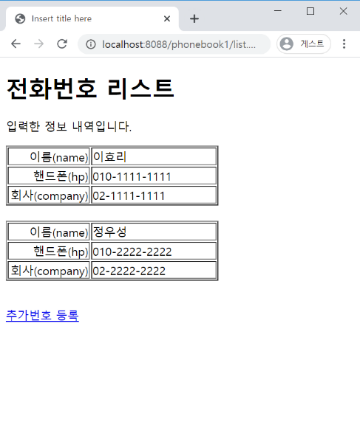 Insert title here
localhost:8088/phonebook1/list....
게스트
전화번호 리스트
입력한 정보 내역입니다.
이름(name) 이효리
핸드폰(hp) 010-1111-1111
회사(company) 02-1111-1111
이름(name) 정우성
핸드폰(hp) 010-2222-2222
회사(company) 02-2222-2222
추가번호 등록